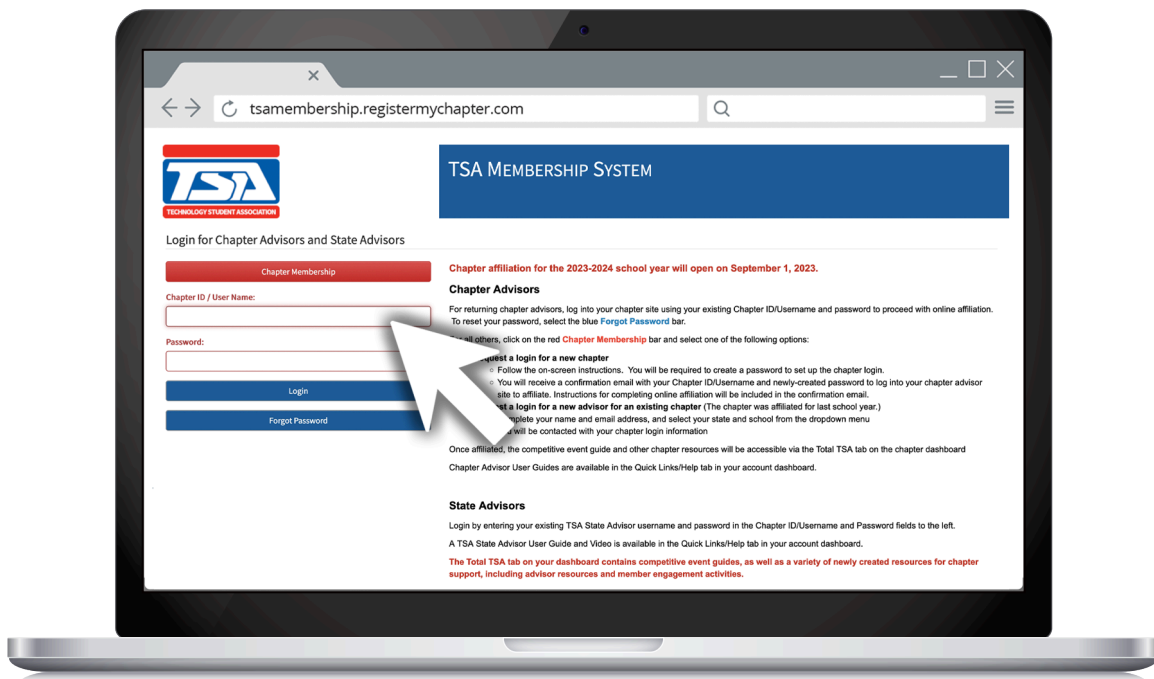 tsamembership.registermychapter.com
TSA
TECHNOLOGY STUDENT ASSOCIATION
TSA MEMBERSHIP SYSTEM
Login for Chapter Advisors and State Advisors
Chapter Membership
Chapter ID / User Name:
Password:
Login
Forgot Password
Chapter affiliation for the 2023-2024 school year will open on September 1, 2023.
Chapter Advisors
For returning chapter advisors, log into your chapter site using your existing Chapter ID/Username and password to proceed with online affiliation.
To reset your password, select the blue Forgot Password bar.
all others, click on the red Chapter Membership bar and select one of the following options:
a login for a new chapter
Follow the on-screen instructions. You will be required to create a password to set up the chapter login.
You will receive a confirmation email with your Chapter ID/Username and newly-created password to log into your chapter advisor
site to affiliate. Instructions for completing online affiliation will be included in the confirmation email.
a login for a new advisor for an existing chapter (The chapter was affiliated for last school year.)
your name and email address, and select your state and school from the dropdown menu
will be contacted with your chapter login information
Once affiliated, the competitive event guide and other chapter resources will be accessible via the Total TSA tab on the chapter dashboard
Chapter Advisor User Guides are available in the Quick Links/Help tab in your account dashboard.
State Advisors
Login by entering your existing TSA State Advisor username and password in the Chapter ID/Username and Password fields to the left.
A TSA State Advisor User Guide and Video is available in the Quick Links/Help tab in your account dashboard.
The Total TSA tab on your dashboard contains competitive event guides, as well as a variety of newly created resources for chapter
support, including advisor resources and member engagement activities.